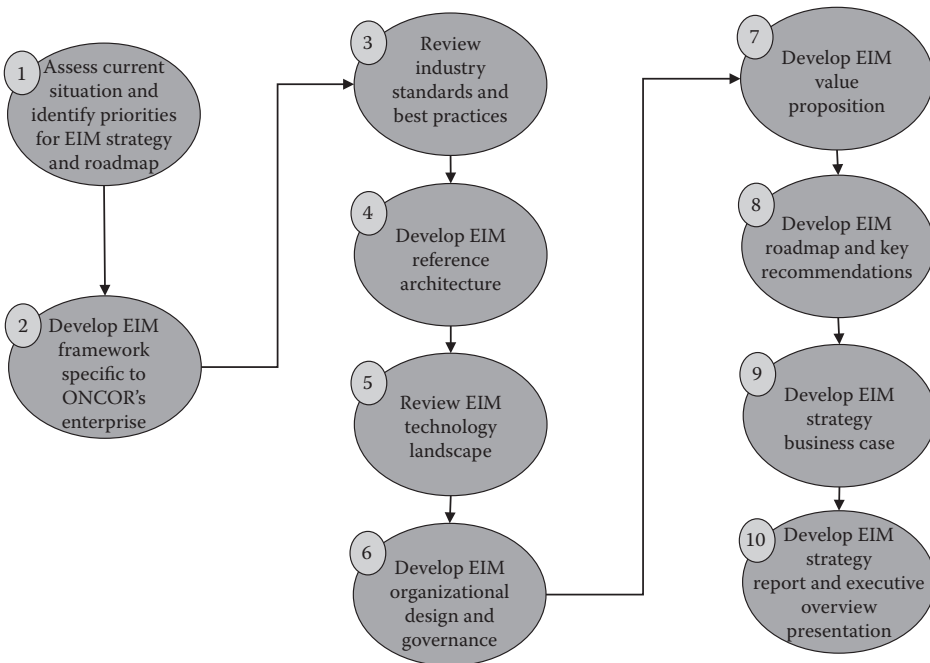 1
Assess current
situation and
identify priorities
for EIM strategy
and roadmap
2
Develop EIM
framework
specific to
ONCOR's
enterprise
3
Review
industry
standards and
best practices
4
Develop EIM
reference
architecture
5
Review EIM
technology
landscape
6
Develop EIM
organizational
design and
governance
7
Develop EIM
value
proposition
8
Develop EIM
roadmap and key
recommendations
9
Develop EIM
strategy
business case
10
Develop EIM
strategy
report and executive
overview
presentation